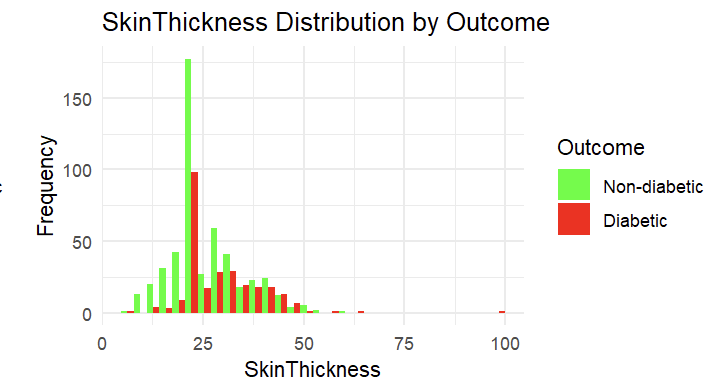 SkinThickness Distribution by Outcome
150
100
50
0
Frequency
0 25 50 75 100
SkinThickness
Outcome
Non-diabetic
Diabetic
c